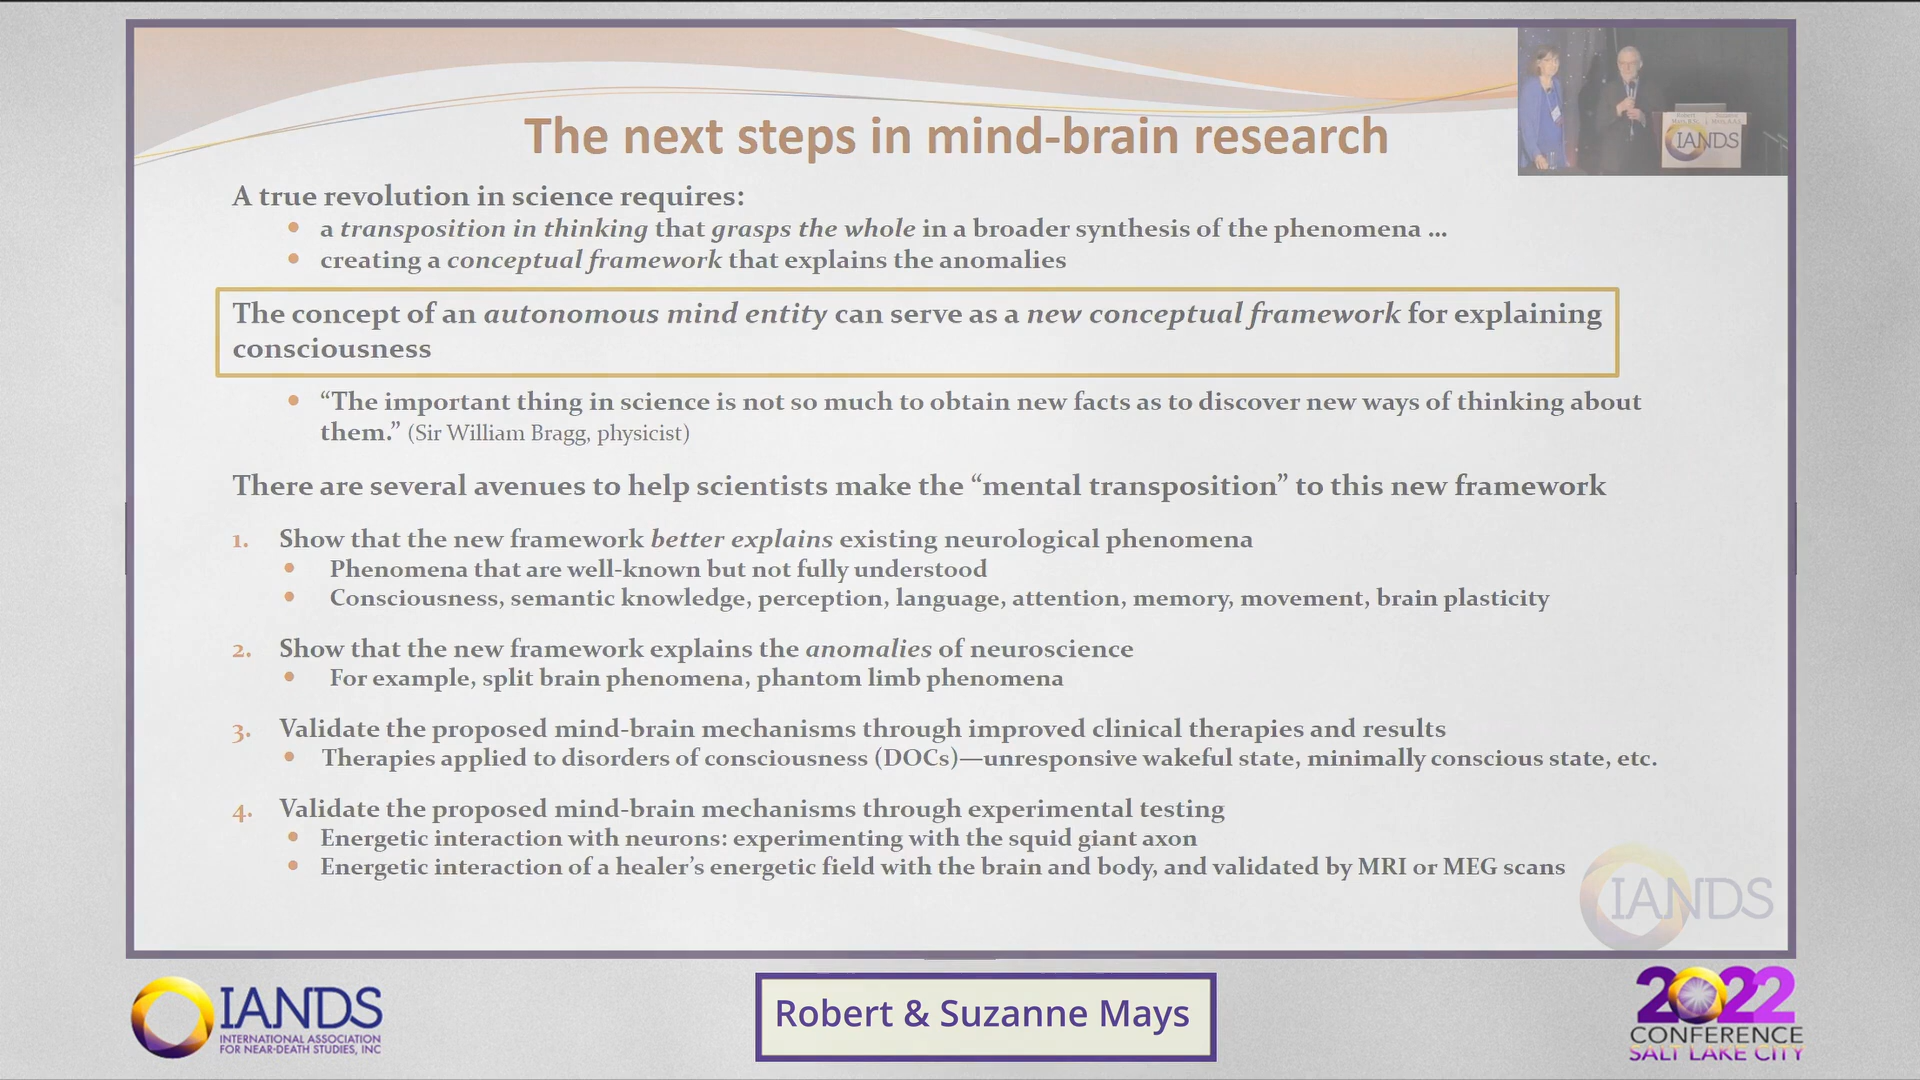 The next steps in mind-brain research
IANDS
A true revolution in science requires:
• a transposition in thinking that grasps the whole in a broader synthesis of the phenomena ...
• creating a conceptual framework that explains the anomalies
The concept of an autonomous mind entity can serve as a new conceptual framework for explaining
consciousness
• “The important thing in science is not so much to obtain new facts as to discover new ways of thinking about
them.” (Sir William Bragg, physicist)
There are several avenues to help scientists make the “mental transposition” to this new framework
1. Show that the new framework better explains existing neurological phenomena
• Phenomena that are well-known but not fully understood
• Consciousness, semantic knowledge, perception, language, attention, memory, movement, brain plasticity
2. Show that the new framework explains the anomalies of neuroscience
• For example, split brain phenomena, phantom limb phenomena
3. Validate the proposed mind-brain mechanisms through improved clinical therapies and results
• Therapies applied to disorders of consciousness (DOCs)—unresponsive wakeful state, minimally conscious state, etc.
4. Validate the proposed mind-brain mechanisms through experimental testing
• Energetic interaction with neurons: experimenting with the squid giant axon
• Energetic interaction of a healer’s energetic field with the brain and body, and validated by MRI or MEG scans
IANDS
IANDS
INTERNATIONAL ASSOCIATION
FOR NEAR-DEATH STUDIES, INC
Robert & Suzanne Mays
2022
CONFERENCE
SALT LAKE CITY